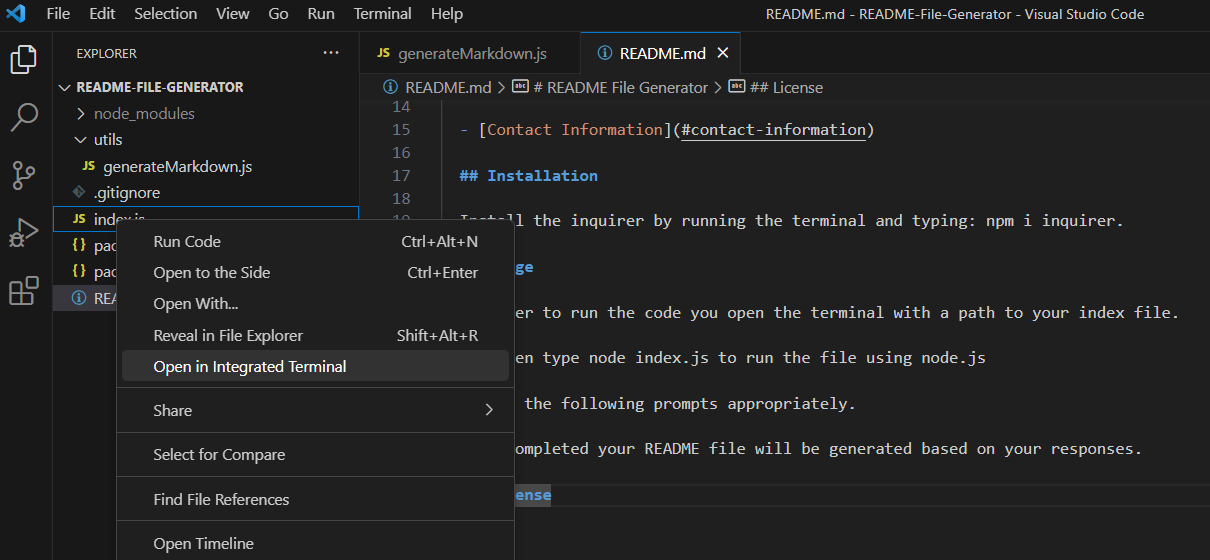 File Edit Selection View Go Run Terminal Help README.md - README-File-Generator - Visual Studio Code
EXPLORER ...
README-FILE-GENERATOR
node_modules
utils
JS generateMarkdown.js
.gitignore
JS index.js
{} pac
{} pac
REA
JS generateMarkdown.js
README.md
README.md > # README File Generator > ## License
14
15 - [Contact Information](#contact-information)
16
17 ## Installation
18
Install the inquirer by running the terminal and typing: npm i inquirer.
ge
er to run the code you open the terminal with a path to your index file.
en type node index.js to run the file using node.js
the following prompts appropriately.
ompleted your README file will be generated based on your responses.
ense
Run Code Ctrl+Alt+N
Open to the Side Ctrl+Enter
Open With...
Reveal in File Explorer Shift+Alt+R
Open in Integrated Terminal
Share
Select for Compare
Find File References
Open Timeline